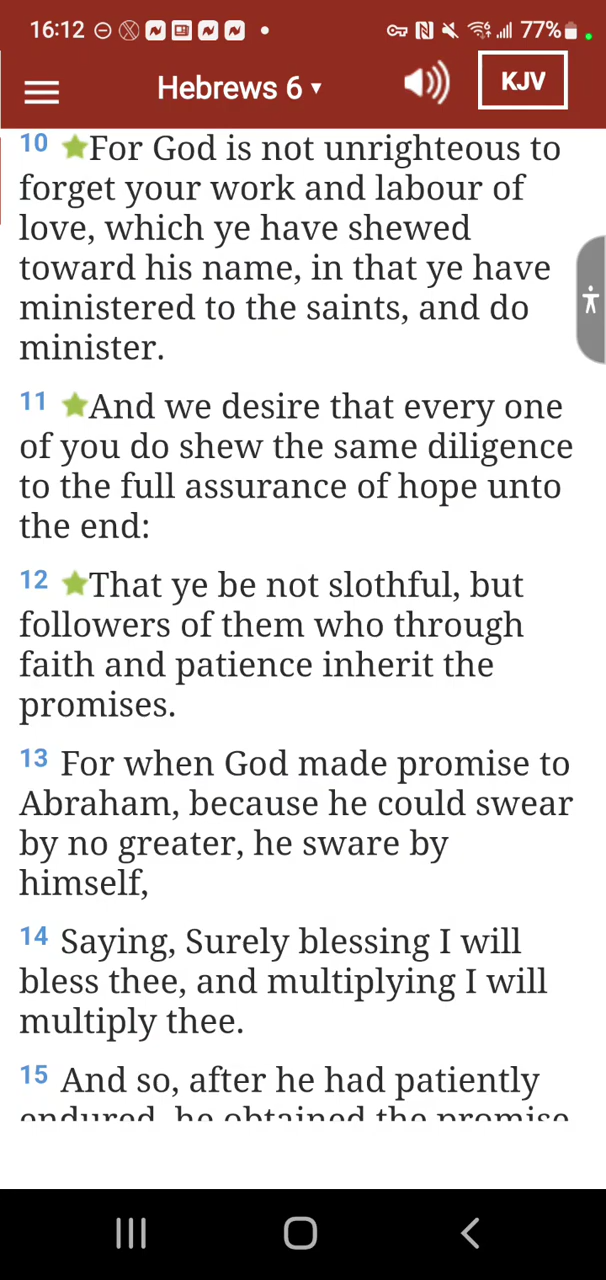 16:12 77%
Hebrews 6 KJV
10 For God is not unrighteous to
forget your work and labour of
love, which ye have shewed
toward his name, in that ye have
ministered to the saints, and do
minister.
11 And we desire that every one
of you do shew the same diligence
to the full assurance of hope unto
the end:
12 That ye be not slothful, but
followers of them who through
faith and patience inherit the
promises.
13 For when God made promise to
Abraham, because he could swear
by no greater, he sware by
himself,
14 Saying, Surely blessing I will
bless thee, and multiplying I will
multiply thee.
15 And so, after he had patiently
endured, he obtained the promise